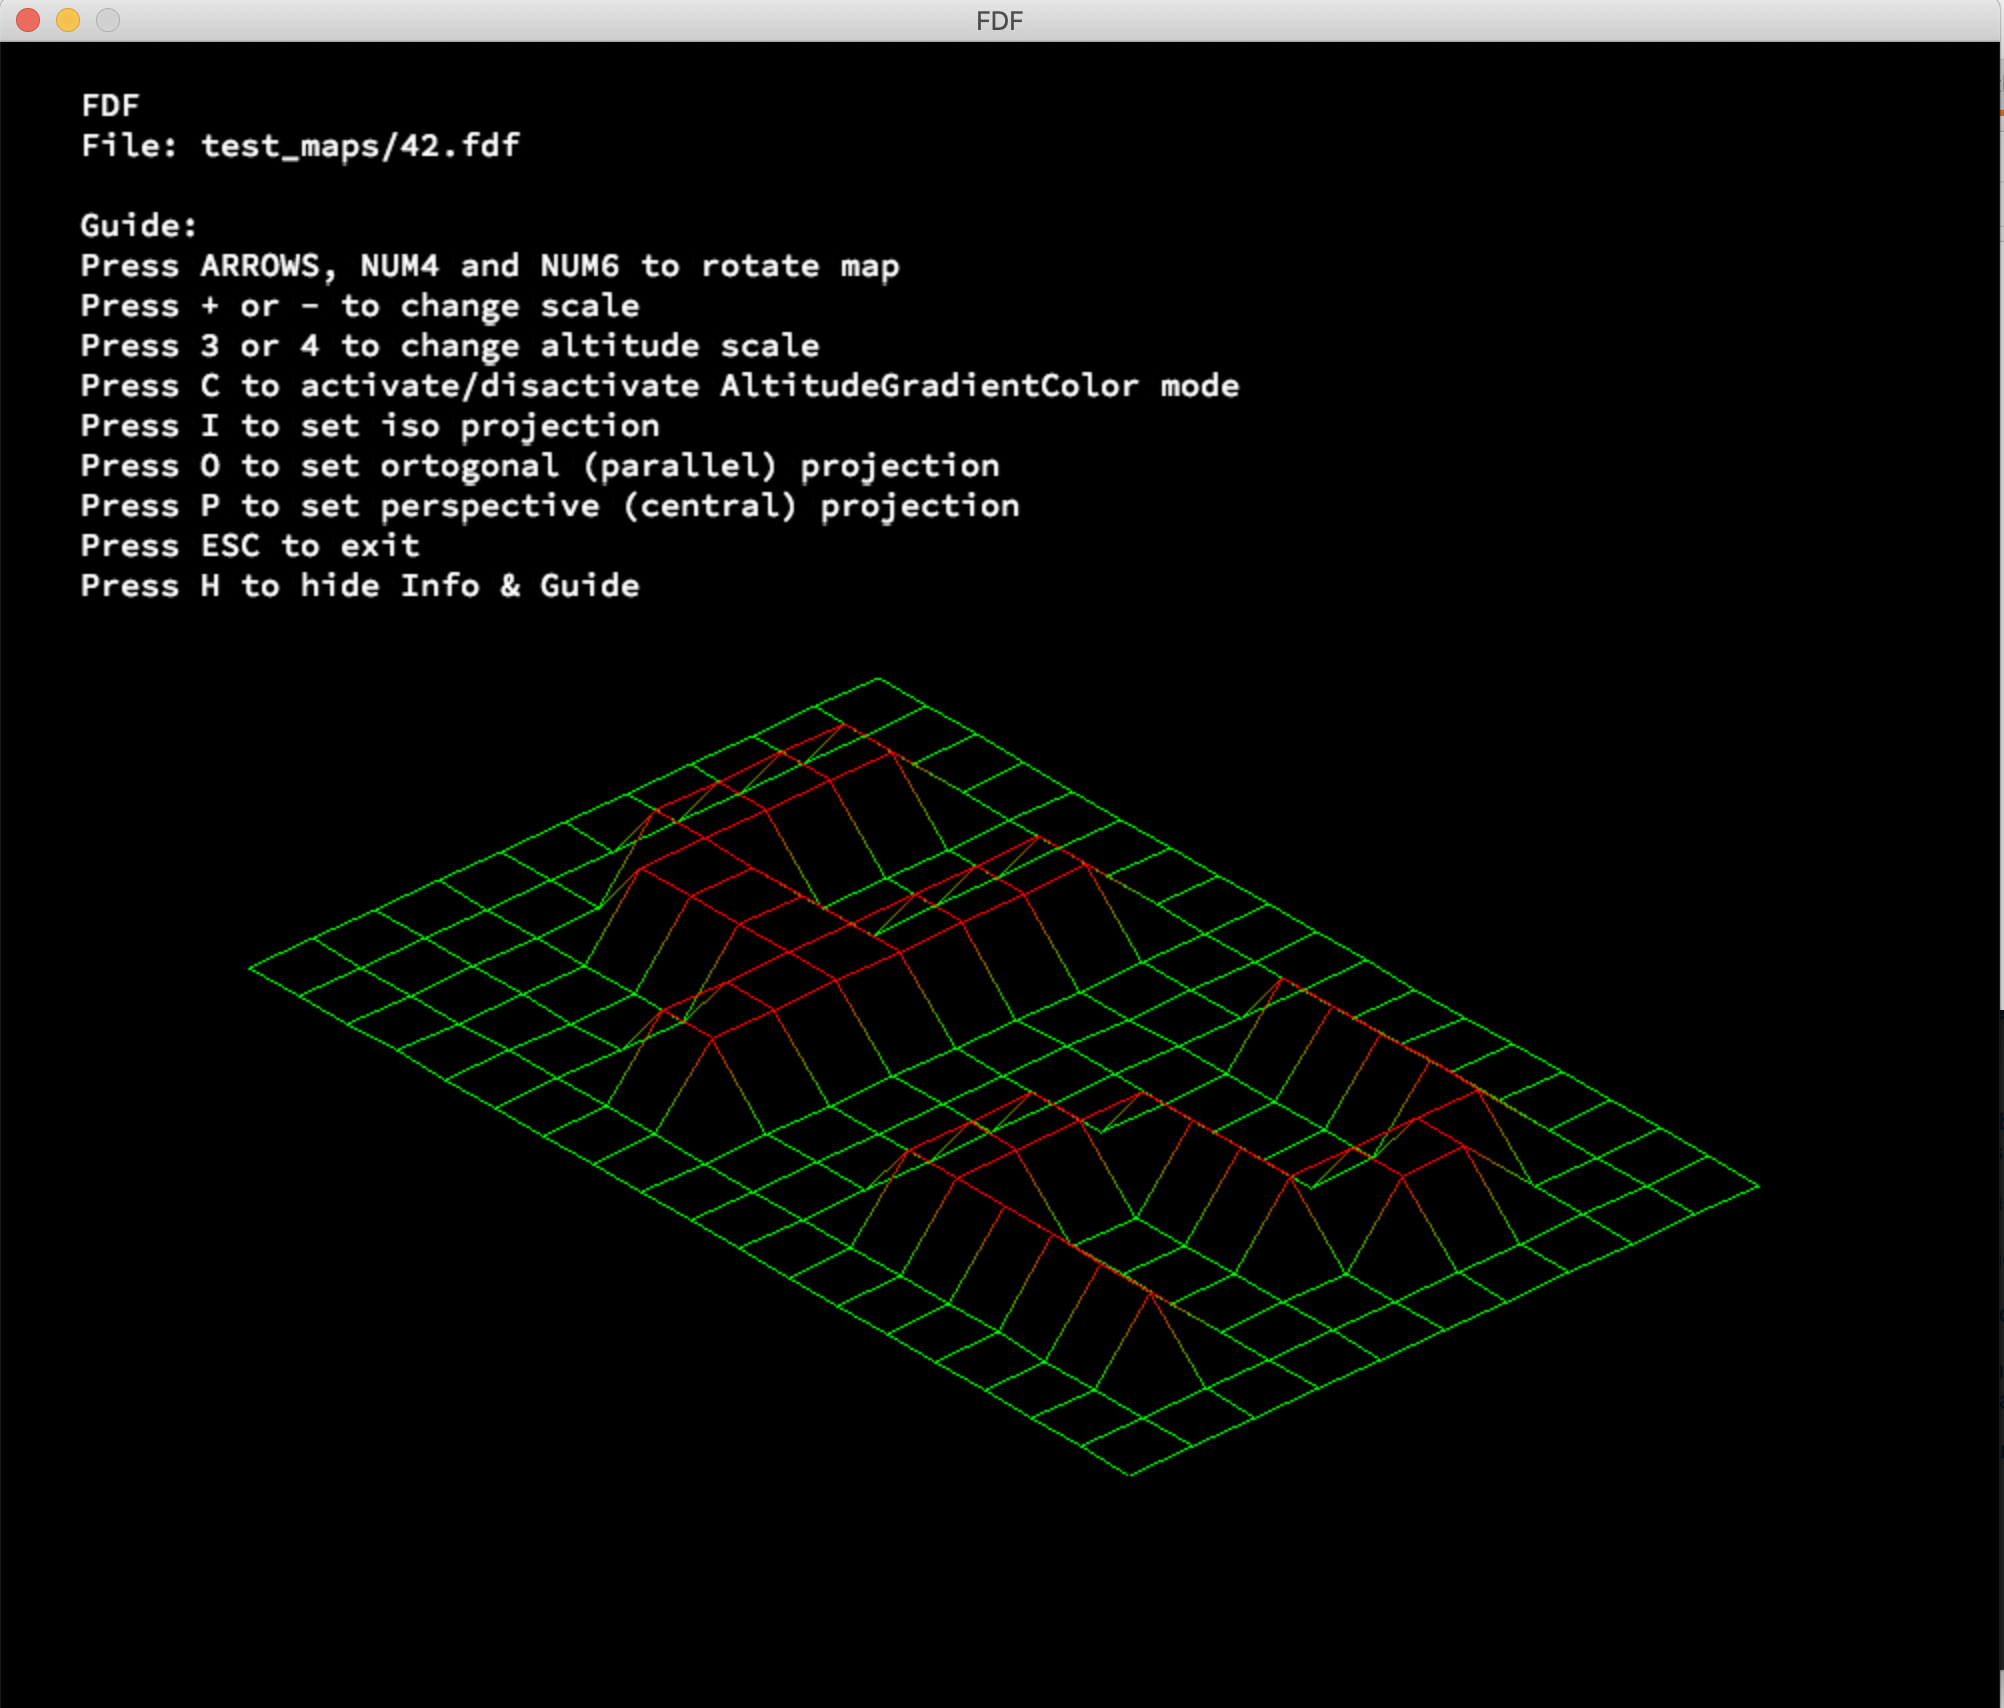 FDF
FDF
File: test_maps/42.fdf
Guide:
Press ARROWS, NUM4 and NUM6 to rotate map
Press + or - to change scale
Press 3 or 4 to change altitude scale
Press C to activate/disactivate AltitudeGradientColor mode
Press I to set iso projection
Press O to set ortogonal (parallel) projection
Press P to set perspective (central) projection
Press ESC to exit
Press H to hide Info & Guide